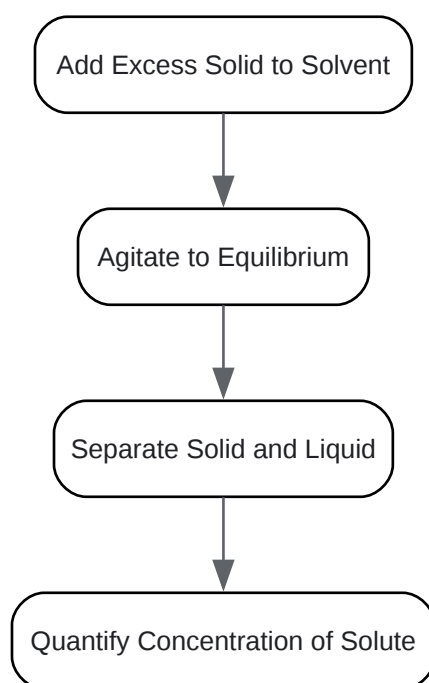 Add Excess Solid to Solvent
Agitate to Equilibrium
Separate Solid and Liquid
Quantify Concentration of Solute